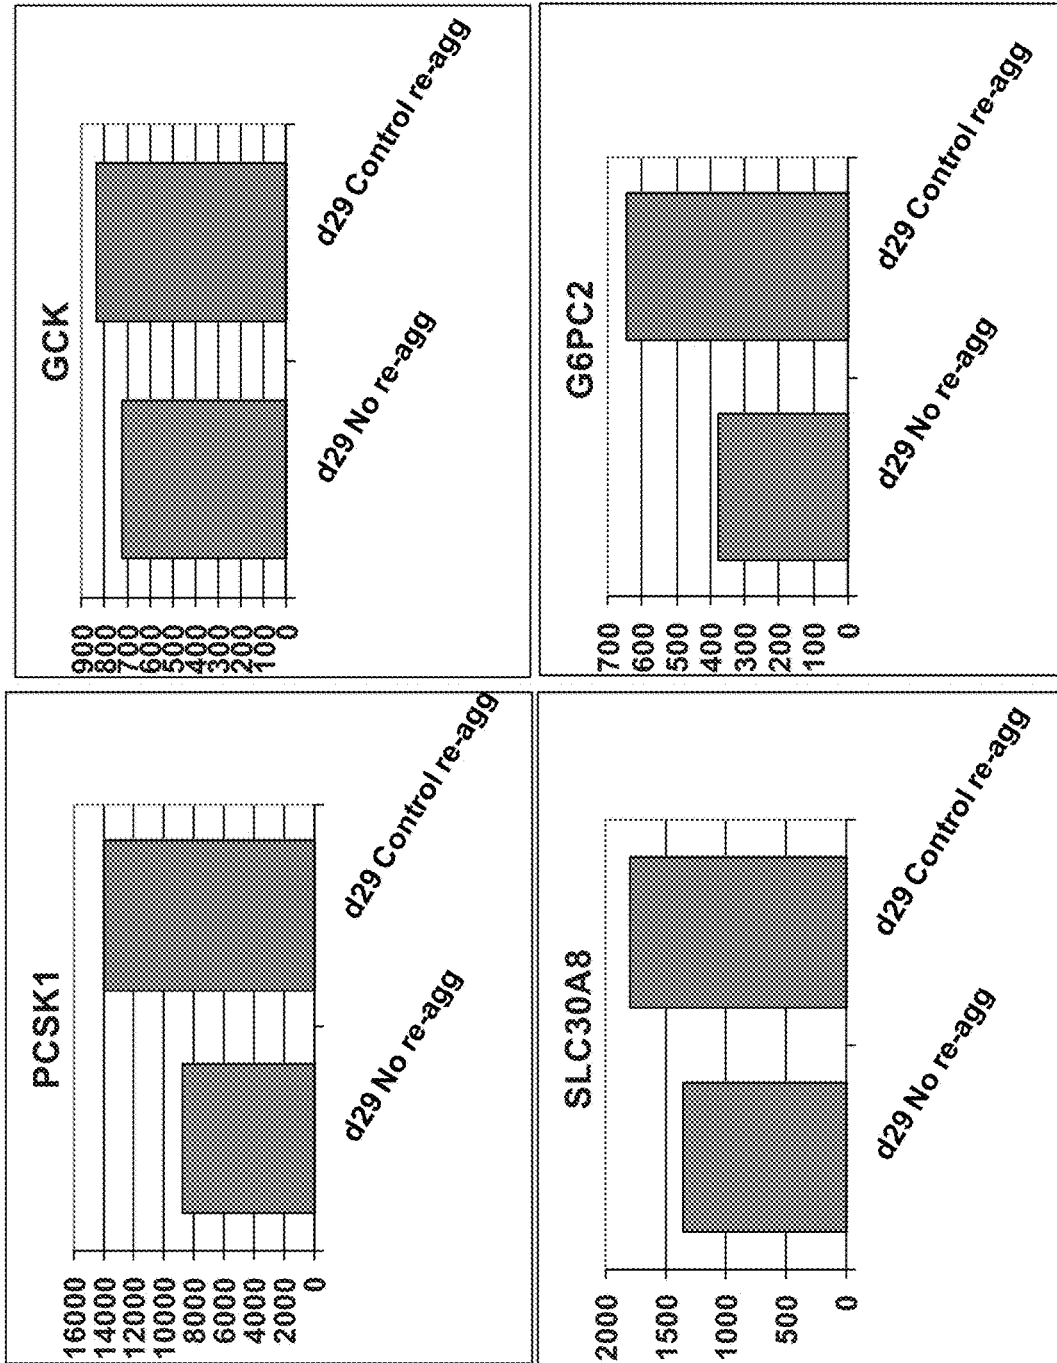 PCSK1
16000
14000
12000
10000
8000
6000
4000
2000
0
d29 No re-agg
d29 Control re-agg
GCK
900
800
700
600
500
400
300
200
100
0
d29 No re-agg
d29 Control re-agg
SLC30A8
2000
1500
1000
500
0
d29 No re-agg
d29 Control re-agg
G6PC2
700
600
500
400
300
200
100
0
d29 No re-agg
d29 Control re-agg